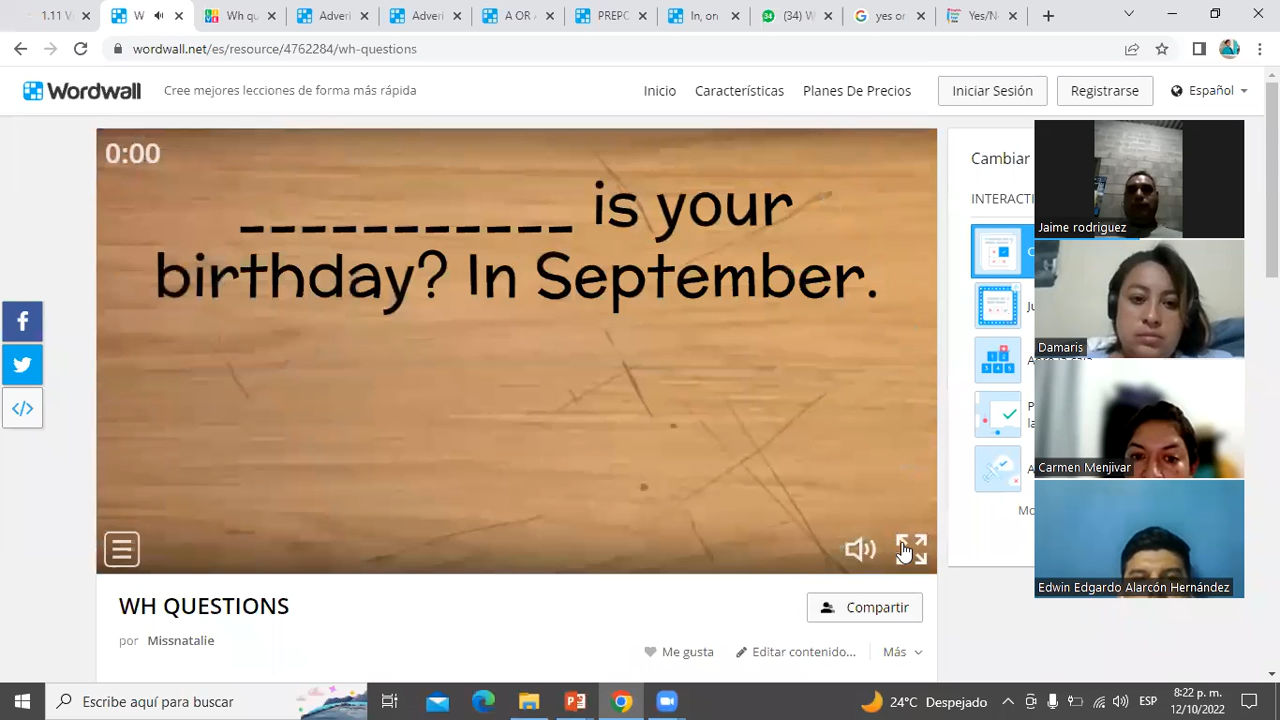 1.11 V
W
Wh qu
Adveri
Adveri
A OR A
PREPC
In, on
(34) W
yes or
Yes/N
wordwall.net/es/resource/4762284/wh-questions
Wordwall
Cree mejores lecciones de forma más rápida
Inicio
Características
Planes De Precios
Iniciar Sesión
Registrarse
Español
0:00
___________ is your
birthday? In September.
Cambiar
INTERACTI
Jaime rodriguez
Damaris
Carmen Menjivar
Edwin Edgardo Alarcón Hernández
Mo
WH QUESTIONS
Compartir
por Missnatalie
Me gusta
Editar contenido...
Más
Escribe aquí para buscar
24°C Despejado
ESP
8:22 p. m.
12/10/2022